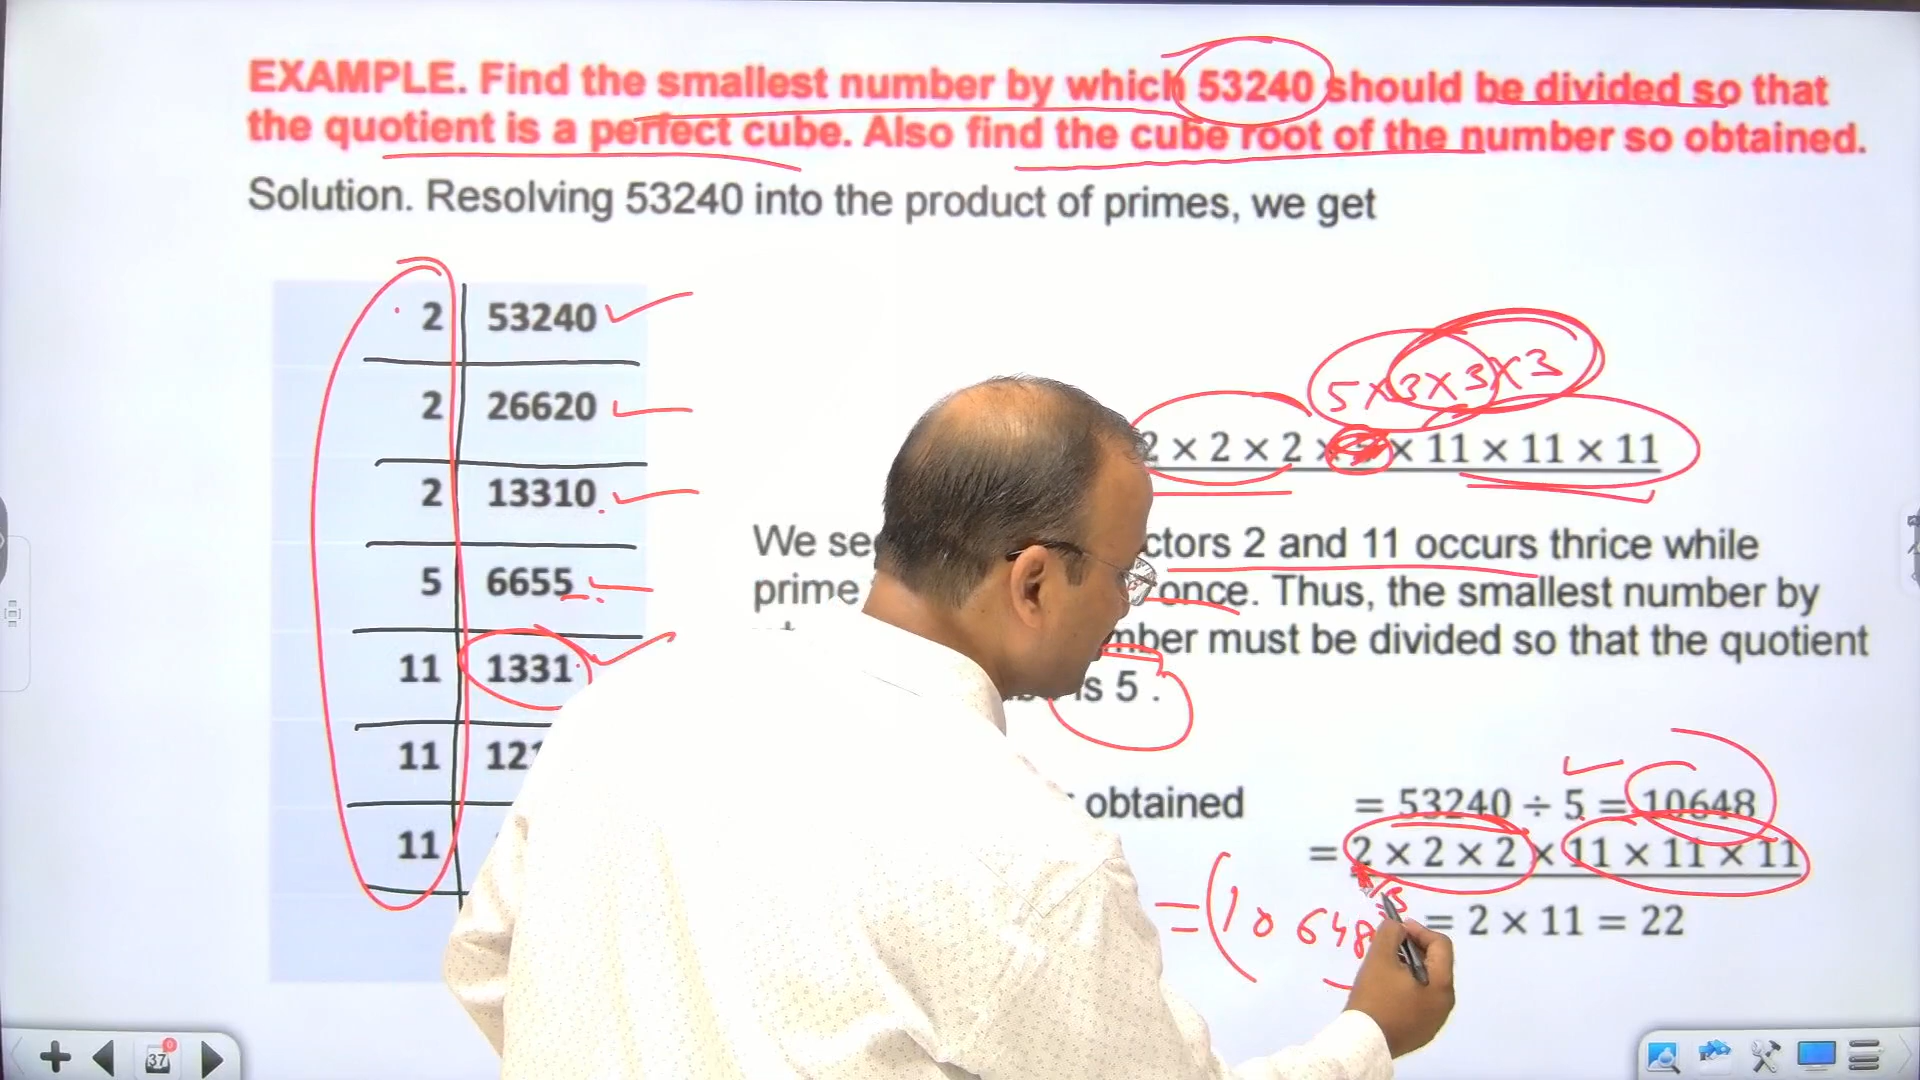 EXAMPLE. Find the smallest number by which 53240 should be divided so that
the quotient is a perfect cube. Also find the cube root of the number so obtained.
Solution. Resolving 53240 into the product of primes, we get
2 53240
2 26620
2 13310
5 6655
11 1331
11 12
11
5 × 3 × 3 × 3
2 × 2 × 2 × × 11 × 11 × 11
We see 2 and 11 occurs thrice while
prime once. Thus, the smallest number by
must be divided so that the quotient
is 5 .
obtained = 53240 ÷ 5 = 10648
= 2 × 2 × 2 × 11 × 11 × 11
= (10648 = 2 × 11 = 22
37
0